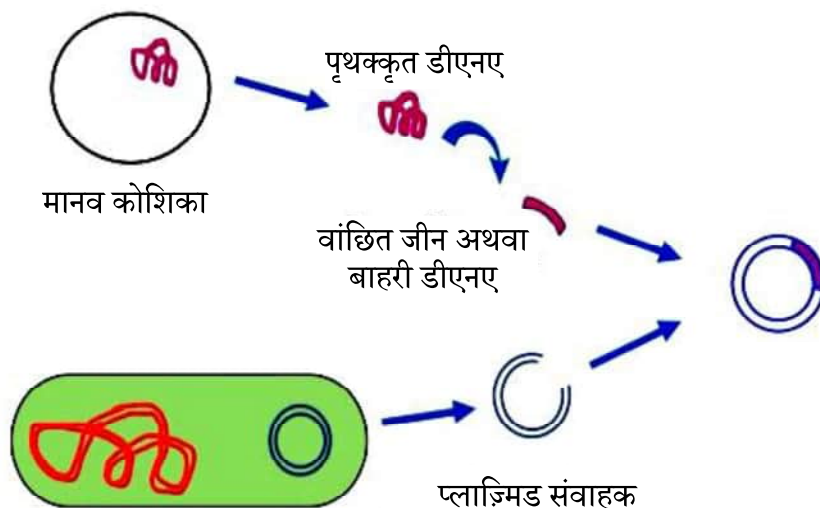 पृथक्कृत डीएनए
मानव कोशिका
वांछित जीन अथवा
बाहरी डीएनए
प्लाज़्मिड संवाहक